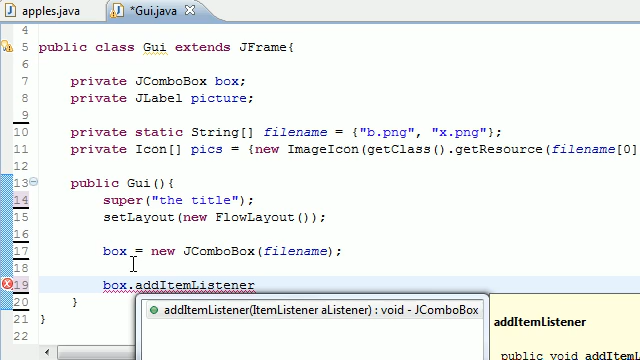 apples.java *Gui.java
4
5 public class Gui extends JFrame{
6
7 private JComboBox box;
8 private JLabel picture;
9
10 private static String[] filename = {"b.png", "x.png"};
11 private Icon[] pics = {new ImageIcon(getClass().getResource(filename[0]
12
13 public Gui(){
14 super("the title");
15 setLayout(new FlowLayout());
16
17 box = new JComboBox(filename);
18
19 box.addItemListener
20 }
21 }
22
addItemListener(ItemListener aListener) : void - JComboBox
addItemListener
public void addItemL